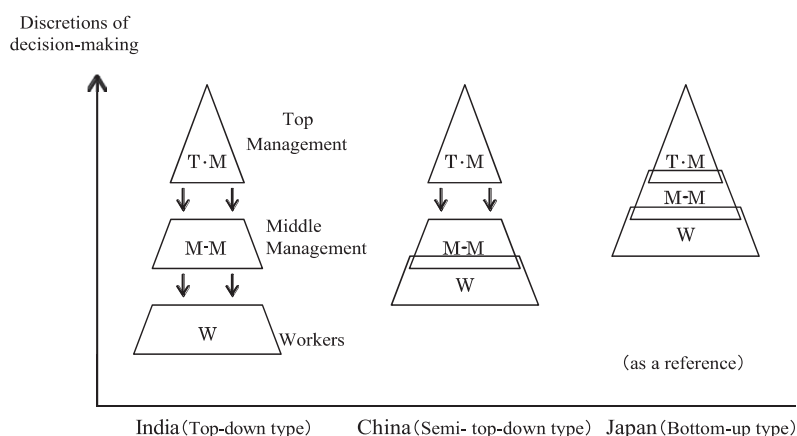 Discretions of
decision-making
Top
Management
T·M
T·M
T·M
Middle
Management
M-M
M-M
M-M
W
W
W
Workers
(as a reference)
India(Top-down type)
China(Semi- top-down type)
Japan(Bottom-up type)